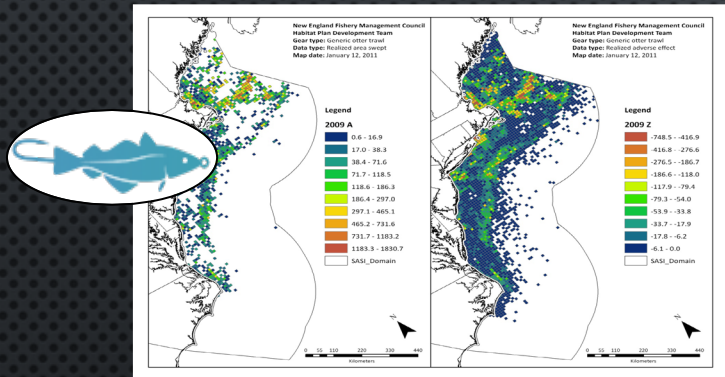 New England Fishery Management Council
Habitat Plan Development Team
Gear type: Generic otter trawl
Data type: Realized area swept
Map date: January 12, 2011
Legend
2009 A
0.6 - 16.9
17.0 - 38.3
38.4 - 71.6
71.7 - 118.5
118.6 - 186.3
186.4 - 297.0
297.1 - 465.1
465.2 - 731.6
731.7 - 1183.2
1183.3 - 1830.7
SASI_Domain
0 55 110 220 330 440
Kilometers
New England Fishery Management Council
Habitat Plan Development Team
Gear type: Generic otter trawl
Data type: Realized adverse effect
Map date: January 12, 2011
Legend
2009 Z
-748.5 - -416.9
-416.8 - -276.6
-276.5 - -186.7
-186.6 - -118.0
-117.9 - -79.4
-79.3 - -54.0
-53.9 - -33.8
-33.7 - -17.9
-17.8 - -6.2
-6.1 - 0.0
SASI_Domain
0 55 110 220 330 440
Kilometers